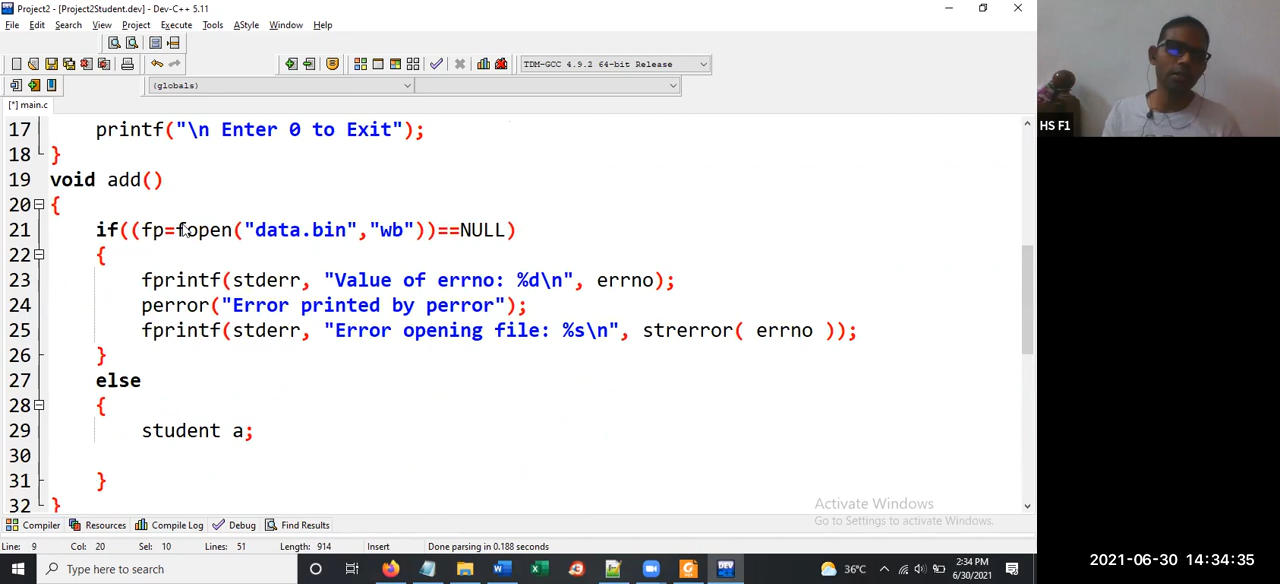 Project2 - [Project2Student.dev] - Dev-C++ 5.11
File Edit Search View Project Execute Tools AStyle Window Help
TDM-GCC 4.9.2 64-bit Release
(globals)
[*] main.c
17 printf("\n Enter 0 to Exit");
18 }
19 void add()
20 {
21 if((fp=fopen("data.bin","wb"))==NULL)
22 {
23 fprintf(stderr, "Value of errno: %d\n", errno);
24 perror("Error printed by perror");
25 fprintf(stderr, "Error opening file: %s\n", strerror( errno ));
26 }
27 else
28 {
29 student a;
30
31 }
32 }
HS F1
Activate Windows
Go to Settings to activate Windows.
Compiler Resources Compile Log Debug Find Results
Line: 9 Col: 20 Sel: 10 Lines: 51 Length: 914 Insert Done parsing in 0.188 seconds
Type here to search
DEV
36°C
2:34 PM
6/30/2021
2021-06-30 14:34:35